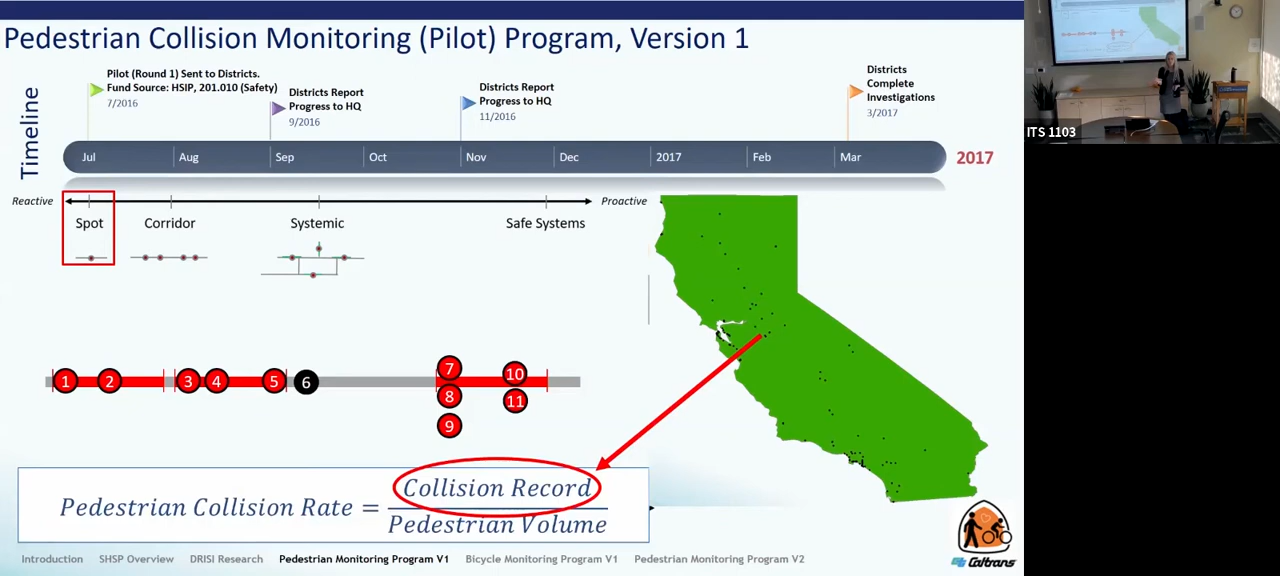 Pedestrian Collision Monitoring (Pilot) Program, Version 1
Timeline
Pilot (Round 1) Sent to Districts.
Fund Source: HSIP, 201.010 (Safety)
7/2016
Districts Report
Progress to HQ
9/2016
Districts Report
Progress to HQ
11/2016
Districts
Complete
Investigations
3/2017
Jul Aug Sep Oct Nov Dec 2017 Feb Mar 2017
Reactive Proactive
Spot Corridor Systemic Safe Systems
1 2 3 4 5 6 7 10
8 11
9
Pedestrian Collision Rate = Collision Record
Pedestrian Volume
Introduction SHSP Overview DRISI Research Pedestrian Monitoring Program V1 Bicycle Monitoring Program V1 Pedestrian Monitoring Program V2
Caltrans
ITS 1103